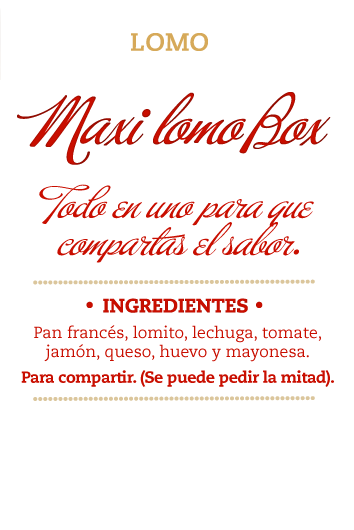 LOMO
Maxi lomo Box
Todo en uno para que
compartas el sabor.
• INGREDIENTES •
Pan francés, lomito, lechuga, tomate,
jamón, queso, huevo y mayonesa.
Para compartir. (Se puede pedir la mitad).